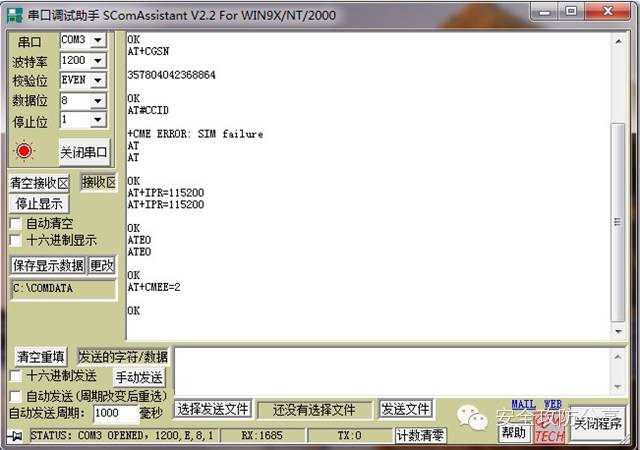 串口调试助手 SComAssistant V2.2 For WIN9X/NT/2000
串口 COM3
波特率 1200
校验位 EVEN
数据位 8
停止位 1
关闭串口
清空接收区 接收区
停止显示
自动清空
十六进制显示
保存显示数据 更改
C:\COMDATA
OK
AT+CGSN
357804042368864
OK
AT#CCID
+CME ERROR: SIM failure
AT
AT
OK
AT+IPR=115200
AT+IPR=115200
OK
ATE0
ATE0
OK
AT+CMEE=2
OK
清空重填 发送的字符/数据
十六进制发送 手动发送
自动发送(周期改变后重选)
自动发送周期: 1000 毫秒 选择发送文件 还没有选择文件 发送文件
MAIL WEB
安全攻防公享
STATUS: COM3 OPENED, 1200,E,8,1 RX:1685 TX:0 计数清零 帮助 TECH 关闭程序